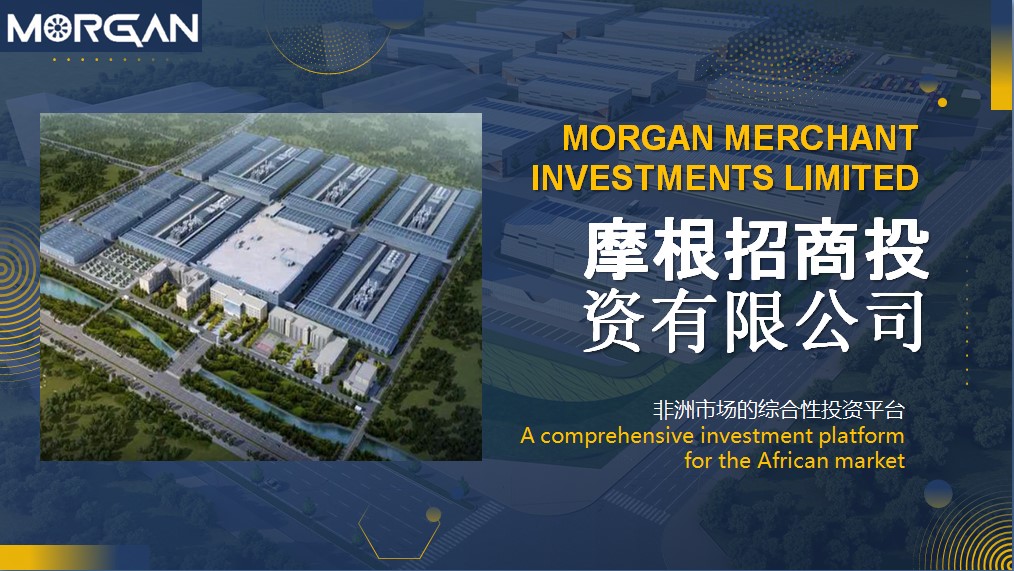 MORGAN
MORGAN MERCHANT
INVESTMENTS LIMITED
摩根招商投
资有限公司
非洲市场的综合性投资平台
A comprehensive investment platform
for the African market